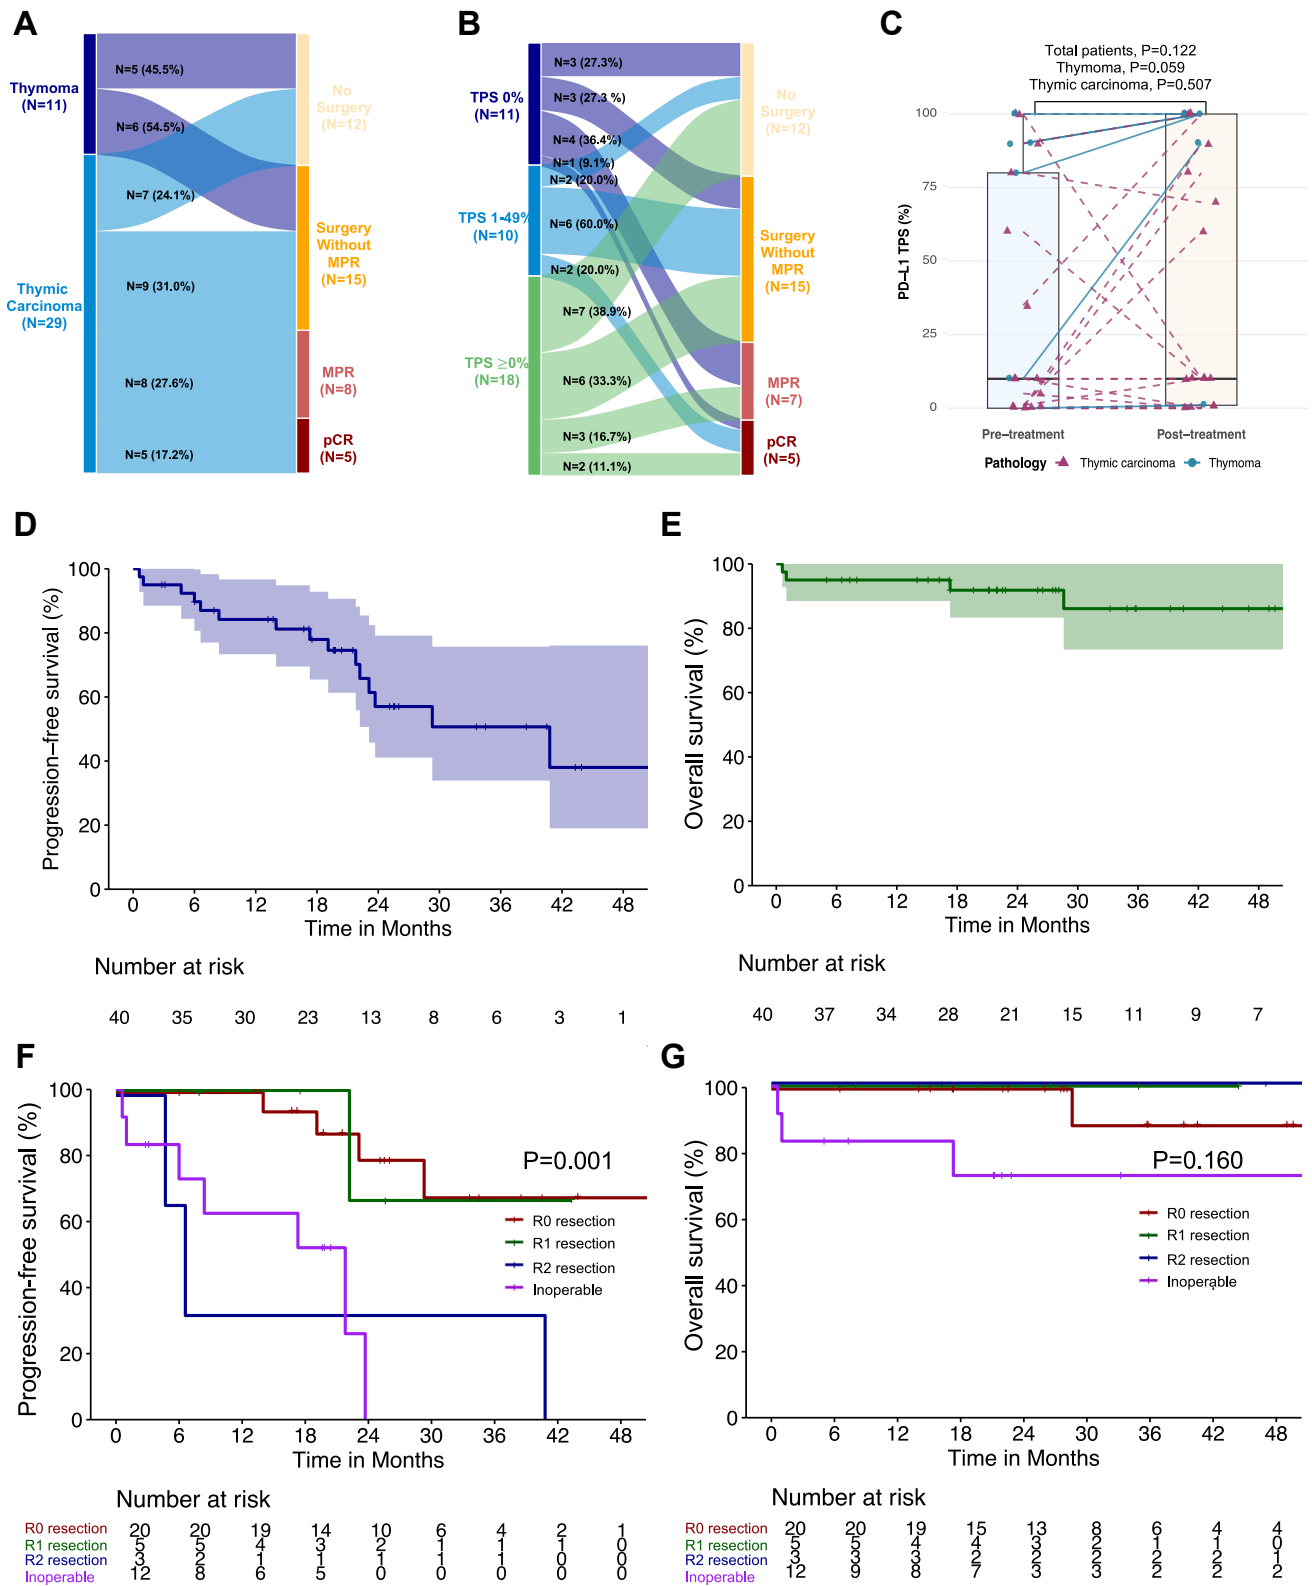 A
Thymoma
(N=11)
Thymic
Carcinoma
(N=29)
N=5 (45.5%)
N=6 (54.5%)
N=7 (24.1%)
N=9 (31.0%)
N=8 (27.6%)
N=5 (17.2%)
No
Surgery
(N=12)
Surgery
Without
MPR
(N=15)
MPR
(N=8)
pCR
(N=5)
B
TPS 0%
(N=11)
TPS 1-49%
(N=10)
TPS ≥0%
(N=18)
N=3 (27.3%)
N=3 (27.3 %)
N=4 (36.4%)
N=1 (9.1%)
N=2 (20.0%)
N=6 (60.0%)
N=2 (20.0%)
N=7 (38.9%)
N=6 (33.3%)
N=3 (16.7%)
N=2 (11.1%)
No
Surgery
(N=12)
Surgery
Without
MPR
(N=15)
MPR
(N=7)
pCR
(N=5)
C
Total patients, P=0.122
Thymoma, P=0.059
Thymic carcinoma, P=0.507
PD–L1 TPS (%)
100
75
50
25
0
Pre–treatment Post–treatment
Pathology Thymic carcinoma Thymoma
D
Progression–free survival (%)
100
80
60
40
20
0
0 6 12 18 24 30 36 42 48
Time in Months
Number at risk
40 35 30 23 13 8 6 3 1
E
Overall survival (%)
100
80
60
40
20
0
0 6 12 18 24 30 36 42 48
Time in Months
Number at risk
40 37 34 28 21 15 11 9 7
F
Progression-free survival (%)
100
80
60
40
20
0
P=0.001
R0 resection
R1 resection
R2 resection
Inoperable
0 6 12 18 24 30 36 42 48
Time in Months
Number at risk
R0 resection 20 20 19 14 10 6 4 2 1
R1 resection 5 5 4 3 2 1 1 1 0
R2 resection 3 2 1 1 1 1 1 0 0
Inoperable 12 8 6 5 0 0 0 0 0
G
Overall survival (%)
100
80
60
40
20
0
P=0.160
R0 resection
R1 resection
R2 resection
Inoperable
0 6 12 18 24 30 36 42 48
Time in Months
Number at risk
R0 resection 20 20 19 15 13 8 6 4 4
R1 resection 5 5 4 4 3 2 1 1 0
R2 resection 3 3 3 2 2 2 2 2 1
Inoperable 12 9 8 7 3 3 2 2 2